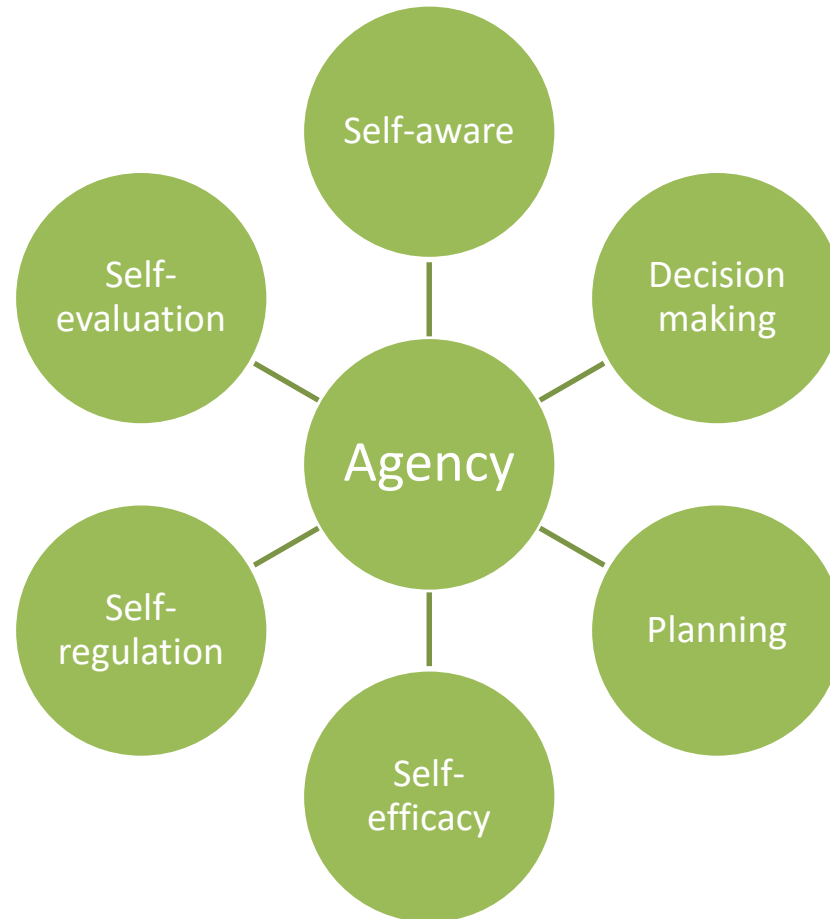 Self-aware
Decision
making
Planning
Self-
efficacy
Self-
regulation
Self-
evaluation
Agency